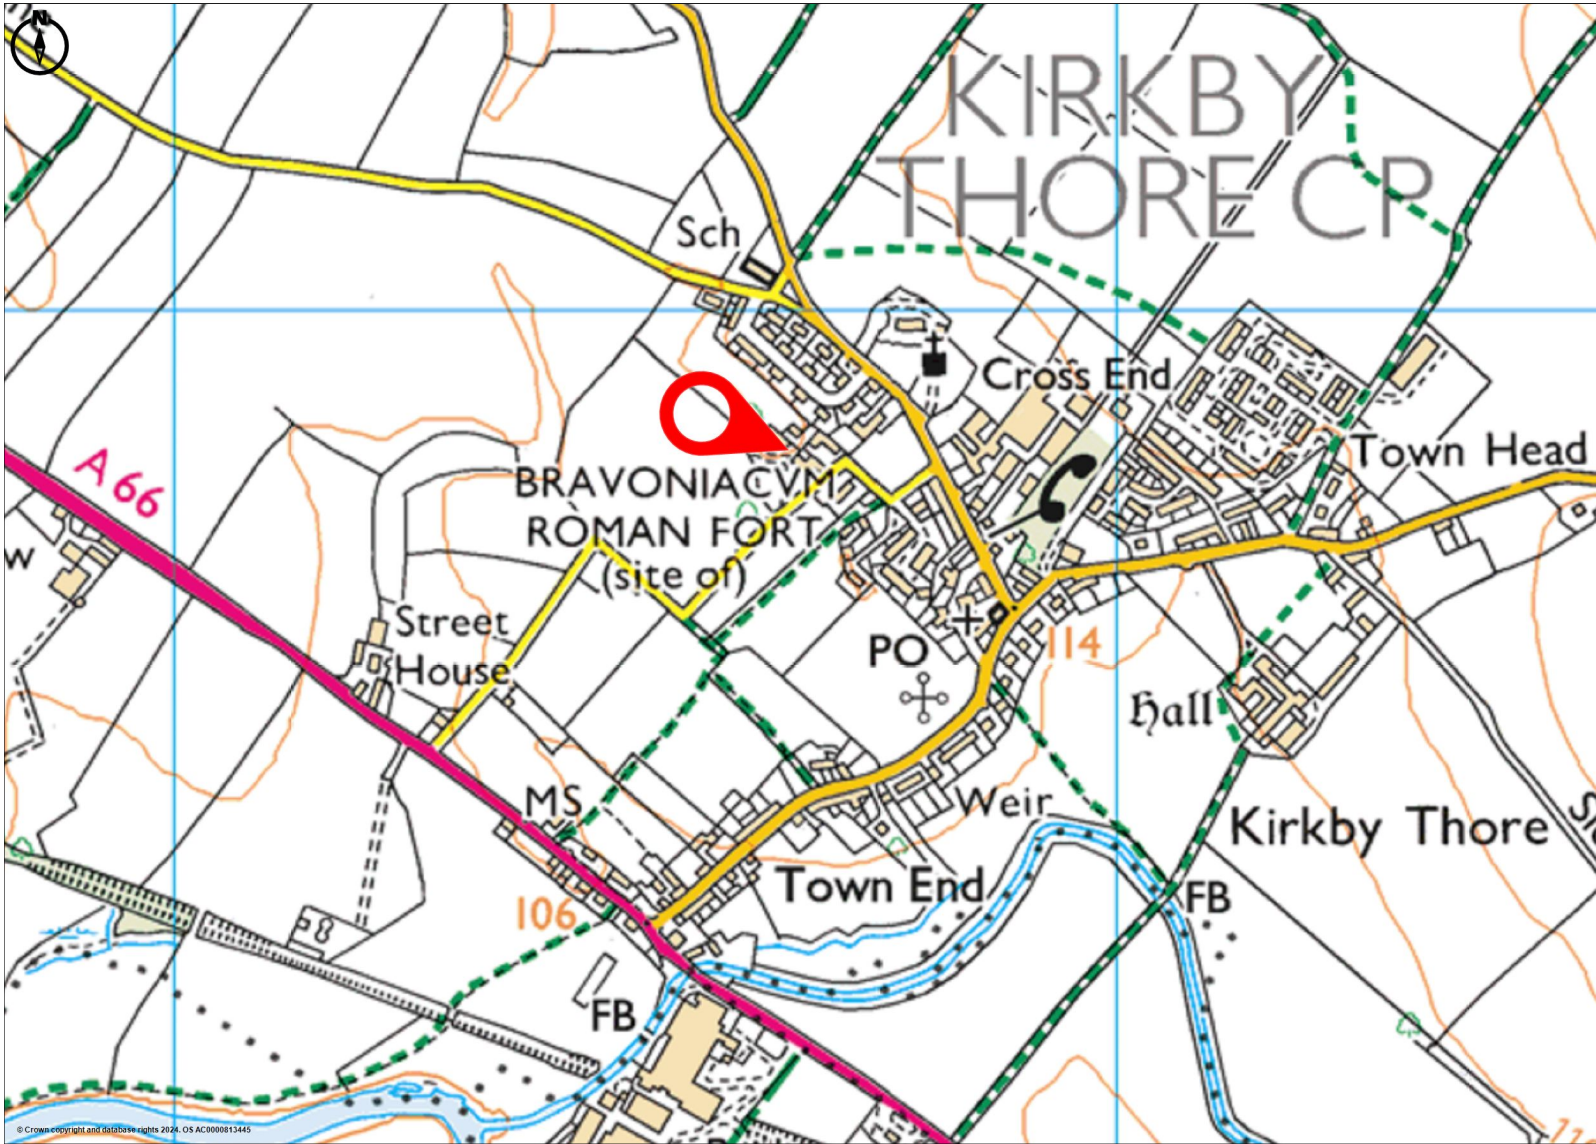 N
KIRKBY
THORE CP
Sch
Cross End
A 66
Town Head
BRAVONIACVM
ROMAN FORT
(site of)
w
Street
House
PO
114
Hall
MS
Weir
Kirkby Thore
Town End
106
FB
FB
© Crown copyright and database rights 2024. OS AC0000813445